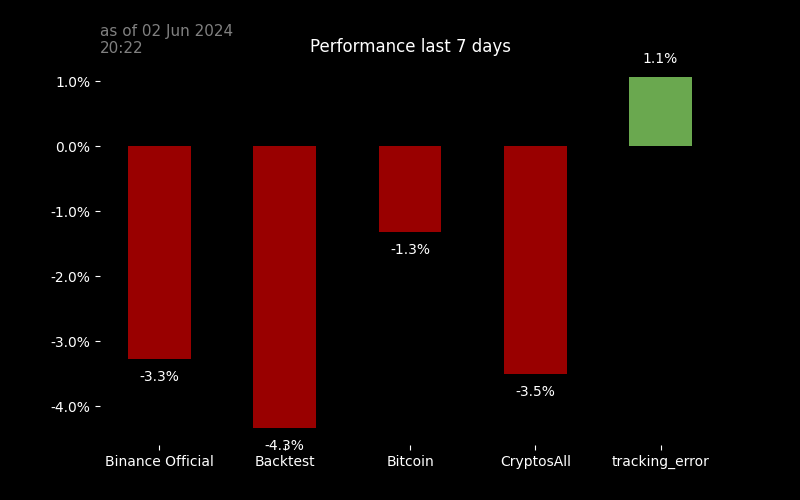 as of 02 Jun 2024
20:22
Performance last 7 days
1.1%
1.0%
0.0%
-1.0%
-1.3%
-2.0%
-3.0%
-3.3%
-3.5%
-4.0%
-4.3%
Binance Official
Backtest
Bitcoin
CryptosAll
tracking_error